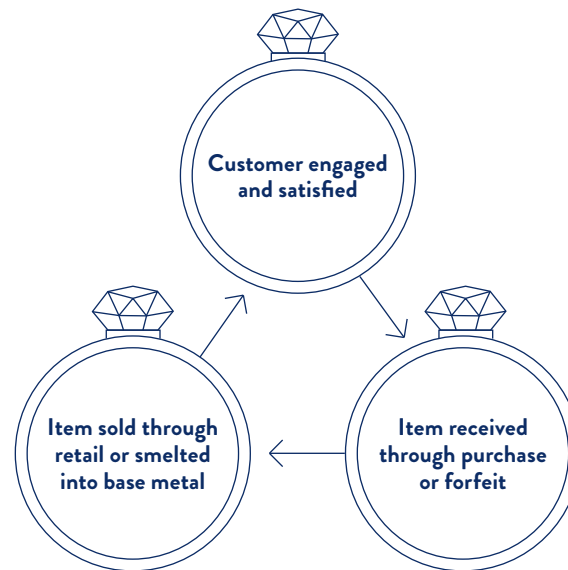 Customer engaged
and satisfied
Item sold through
retail or smelted
into base metal
Item received
through purchase
or forfeit